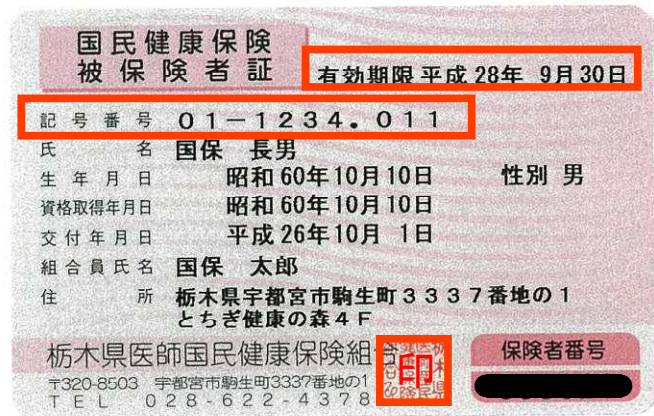 国民健康保険
被保険者証
有効期限 平成 28年 9月30日
記号番号 01-1234.011
氏名 国保 長男
生年月日 昭和 60年10月10日 性別 男
資格取得年月日 昭和 60年10月10日
交付年月日 平成 26年10月 1日
組合員氏名 国保 太郎
住所 栃木県宇都宮市駒生町3337番地の1
とちぎ健康の森4F
栃木県医師国民健康保険組合
印
保険者番号
〒320-8503 宇都宮市駒生町3337番地の1
TEL 028-622-4378